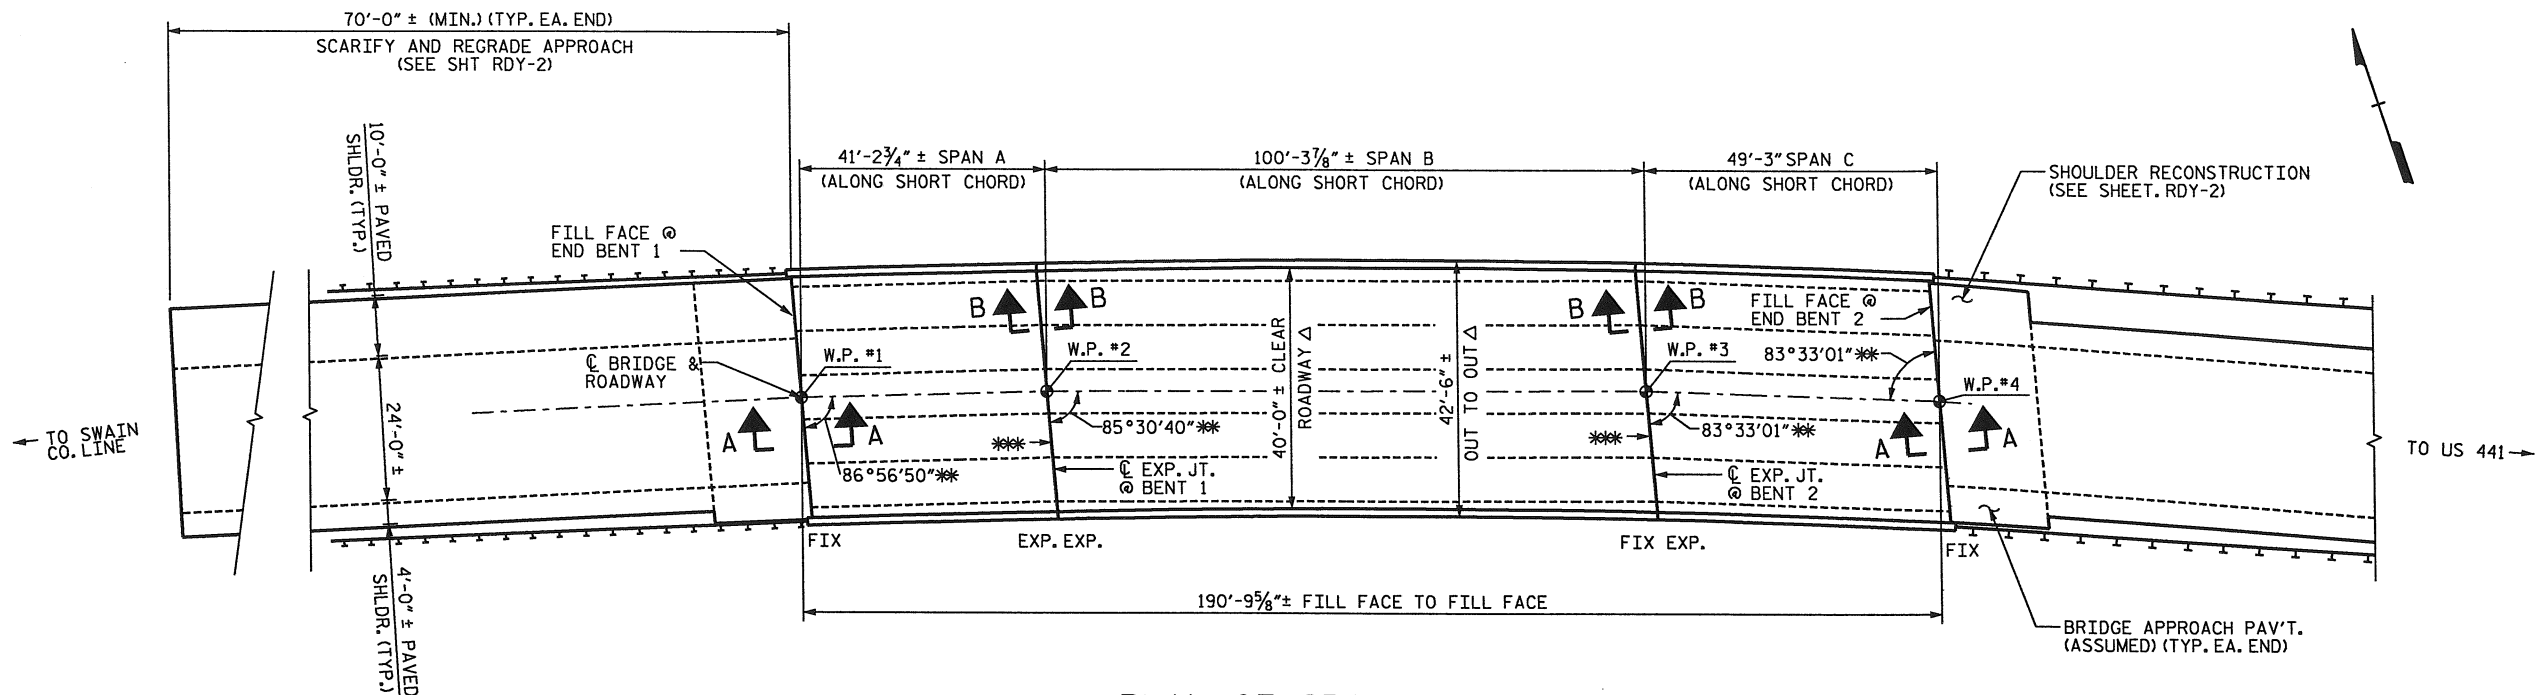 70'-0" ± (MIN.) (TYP. EA. END)
SCARIFY AND REGRADE APPROACH
(SEE SHT RDY-2)
10'-0" ± PAVED
SHLDR. (TYP.)
41'-2¾" ± SPAN A
(ALONG SHORT CHORD)
100'-3⅞" ± SPAN B
(ALONG SHORT CHORD)
49'-3" SPAN C
(ALONG SHORT CHORD)
SHOULDER RECONSTRUCTION
(SEE SHEET. RDY-2)
FILL FACE @
END BENT 1
B
B
B
B
FILL FACE @
END BENT 2
℄ BRIDGE &
ROADWAY
W.P. #1
W.P. #2
40'-0" ± CLEAR
ROADWAY Δ
42'-6" ±
OUT TO OUT Δ
W.P. #3
83°33'01"**
W.P. #4
TO SWAIN
CO. LINE
24'-0" ±
A
A
86°56'50"**
***
85°30'40"**
℄ EXP. JT.
@ BENT 1
***
83°33'01"**
℄ EXP. JT.
@ BENT 2
A
A
TO US 441
FIX
EXP. EXP.
FIX EXP.
FIX
4'-0" ± PAVED
SHLDR. (TYP.)
190'-9⅝"± FILL FACE TO FILL FACE
BRIDGE APPROACH PAV'T.
(ASSUMED) (TYP. EA. END)